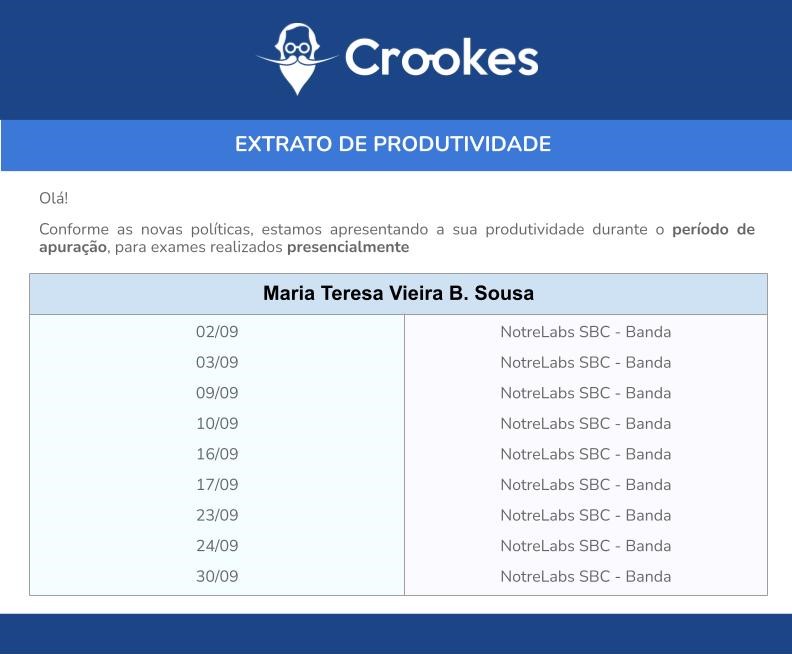 Crookes
EXTRATO DE PRODUTIVIDADE
Olá!
Conforme as novas políticas, estamos apresentando a sua produtividade durante o período de
apuração, para exames realizados presencialmente
Maria Teresa Vieira B. Sousa
02/09 NotreLabs SBC - Banda
03/09 NotreLabs SBC - Banda
09/09 NotreLabs SBC - Banda
10/09 NotreLabs SBC - Banda
16/09 NotreLabs SBC - Banda
17/09 NotreLabs SBC - Banda
23/09 NotreLabs SBC - Banda
24/09 NotreLabs SBC - Banda
30/09 NotreLabs SBC - Banda